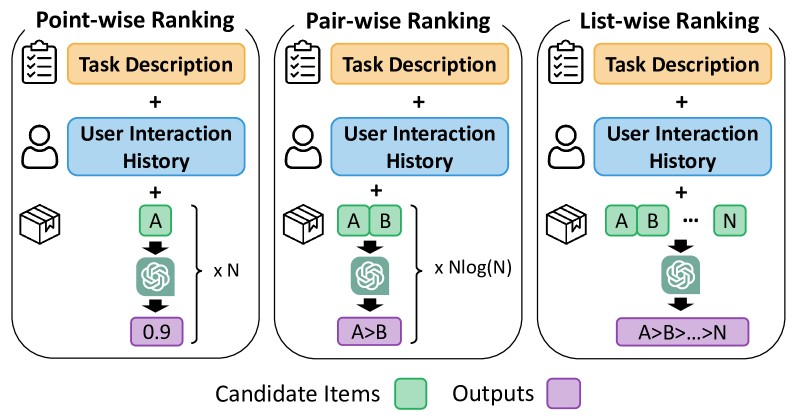 Point-wise Ranking
Task Description
+
User Interaction
History
+
A
x N
0.9
Pair-wise Ranking
Task Description
+
User Interaction
History
+
A B
x Nlog(N)
A>B
List-wise Ranking
Task Description
+
User Interaction
History
+
A B ... N
A>B>...>N
Candidate Items
Outputs